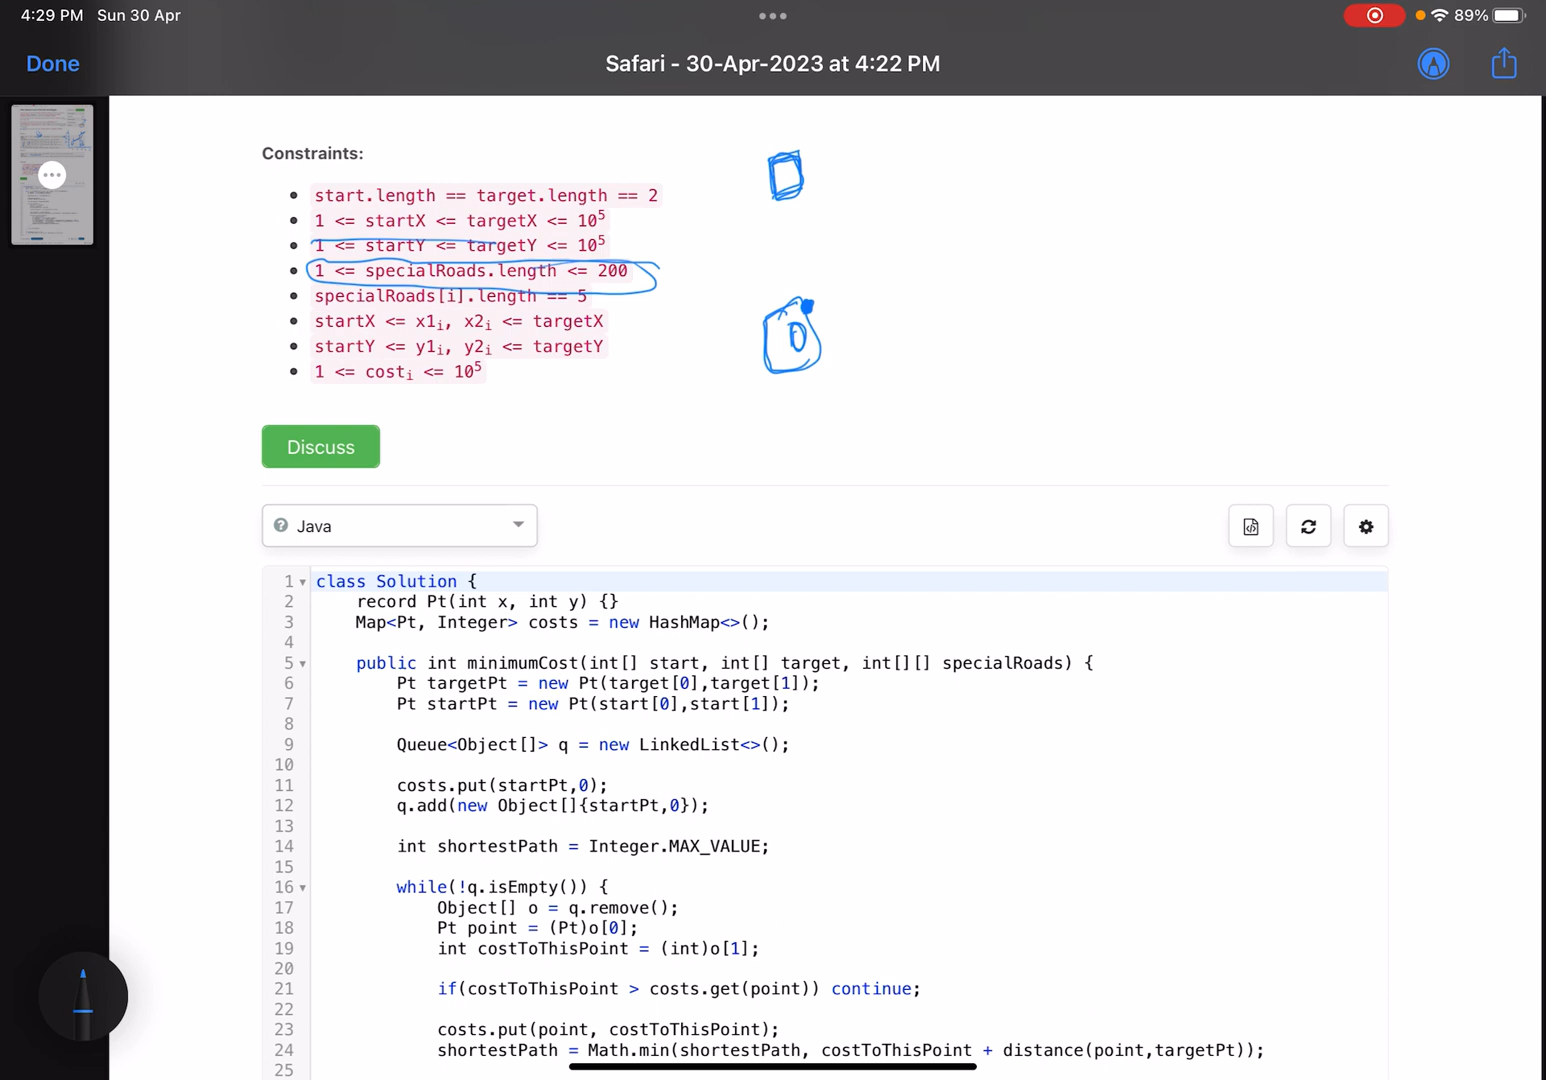 4:29 PM Sun 30 Apr
89%
Done
Safari - 30-Apr-2023 at 4:22 PM
Constraints:
start.length == target.length == 2
1 <= startX <= targetX <= 10⁵
1 <= startY <= targetY <= 10⁵
1 <= specialRoads.length <= 200
specialRoads[i].length == 5
startX <= x1ᵢ, x2ᵢ <= targetX
startY <= y1ᵢ, y2ᵢ <= targetY
1 <= costᵢ <= 10⁵
Discuss
Java
1 class Solution {
2 record Pt(int x, int y) {}
3 Map<Pt, Integer> costs = new HashMap<>();
4
5 public int minimumCost(int[] start, int[] target, int[][] specialRoads) {
6 Pt targetPt = new Pt(target[0],target[1]);
7 Pt startPt = new Pt(start[0],start[1]);
8
9 Queue<Object[]> q = new LinkedList<>();
10
11 costs.put(startPt,0);
12 q.add(new Object[]{startPt,0});
13
14 int shortestPath = Integer.MAX_VALUE;
15
16 while(!q.isEmpty()) {
17 Object[] o = q.remove();
18 Pt point = (Pt)o[0];
19 int costToThisPoint = (int)o[1];
20
21 if(costToThisPoint > costs.get(point)) continue;
22
23 costs.put(point, costToThisPoint);
24 shortestPath = Math.min(shortestPath, costToThisPoint + distance(point,targetPt));
25